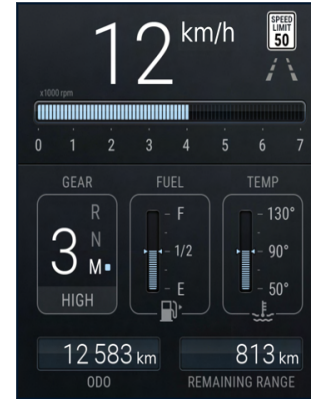 12 km/h
SPEED
LIMIT
50
x1000 rpm
0 1 2 3 4 5 6 7
GEAR
3
R
N
M
HIGH
FUEL
F
1/2
E
TEMP
130°
90°
50°
12 583 km
ODO
813 km
REMAINING RANGE